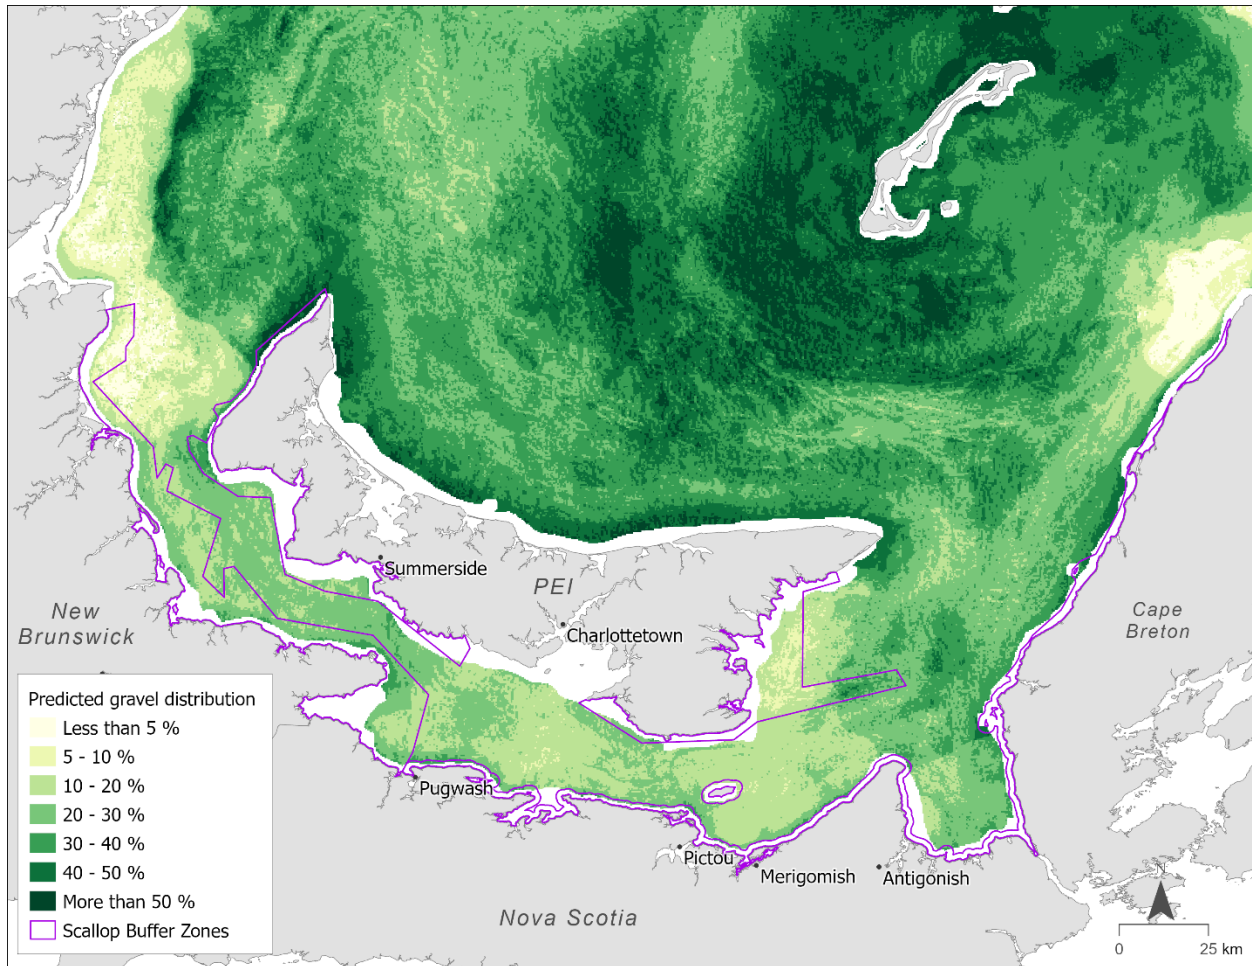 Summerside
PEI
New
Brunswick
Charlottetown
Cape
Breton
Predicted gravel distribution
Less than 5 %
5 - 10 %
10 - 20 %
20 - 30 %
30 - 40 %
40 - 50 %
More than 50 %
Scallop Buffer Zones
Pugwash
Pictou
Merigomish
Antigonish
Nova Scotia
N
0 25 km